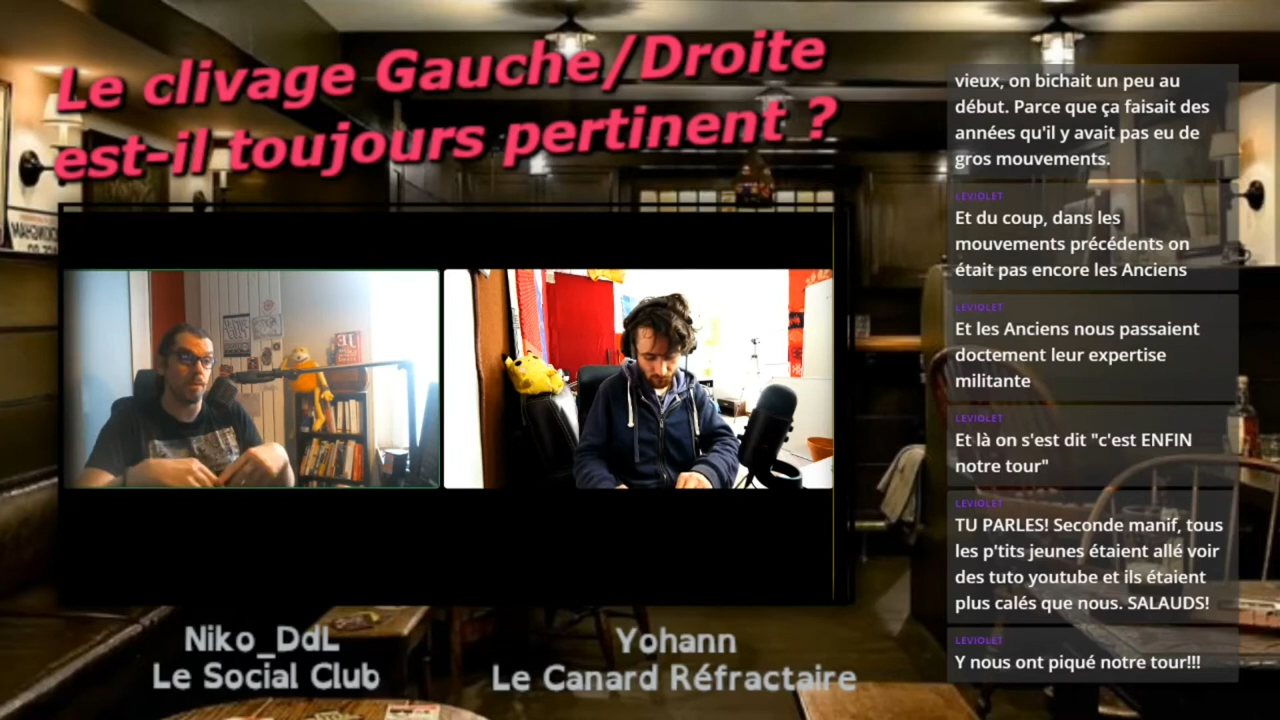 Le clivage Gauche/Droite
est-il toujours pertinent ?
vieux, on bichait un peu au
début. Parce que ça faisait des
années qu'il y avait pas eu de
gros mouvements.
LEVIOLET
Et du coup, dans les
mouvements précédents on
était pas encore les Anciens
LEVIOLET
Et les Anciens nous passaient
doctement leur expertise
militante
LEVIOLET
Et là on s'est dit "c'est ENFIN
notre tour"
LEVIOLET
TU PARLES! Seconde manif, tous
les p'tits jeunes étaient allé voir
des tuto youtube et ils étaient
plus calés que nous. SALAUDS!
LEVIOLET
Y nous ont piqué notre tour!!!
Niko_DdL
Le Social Club
Yohann
Le Canard Réfractaire